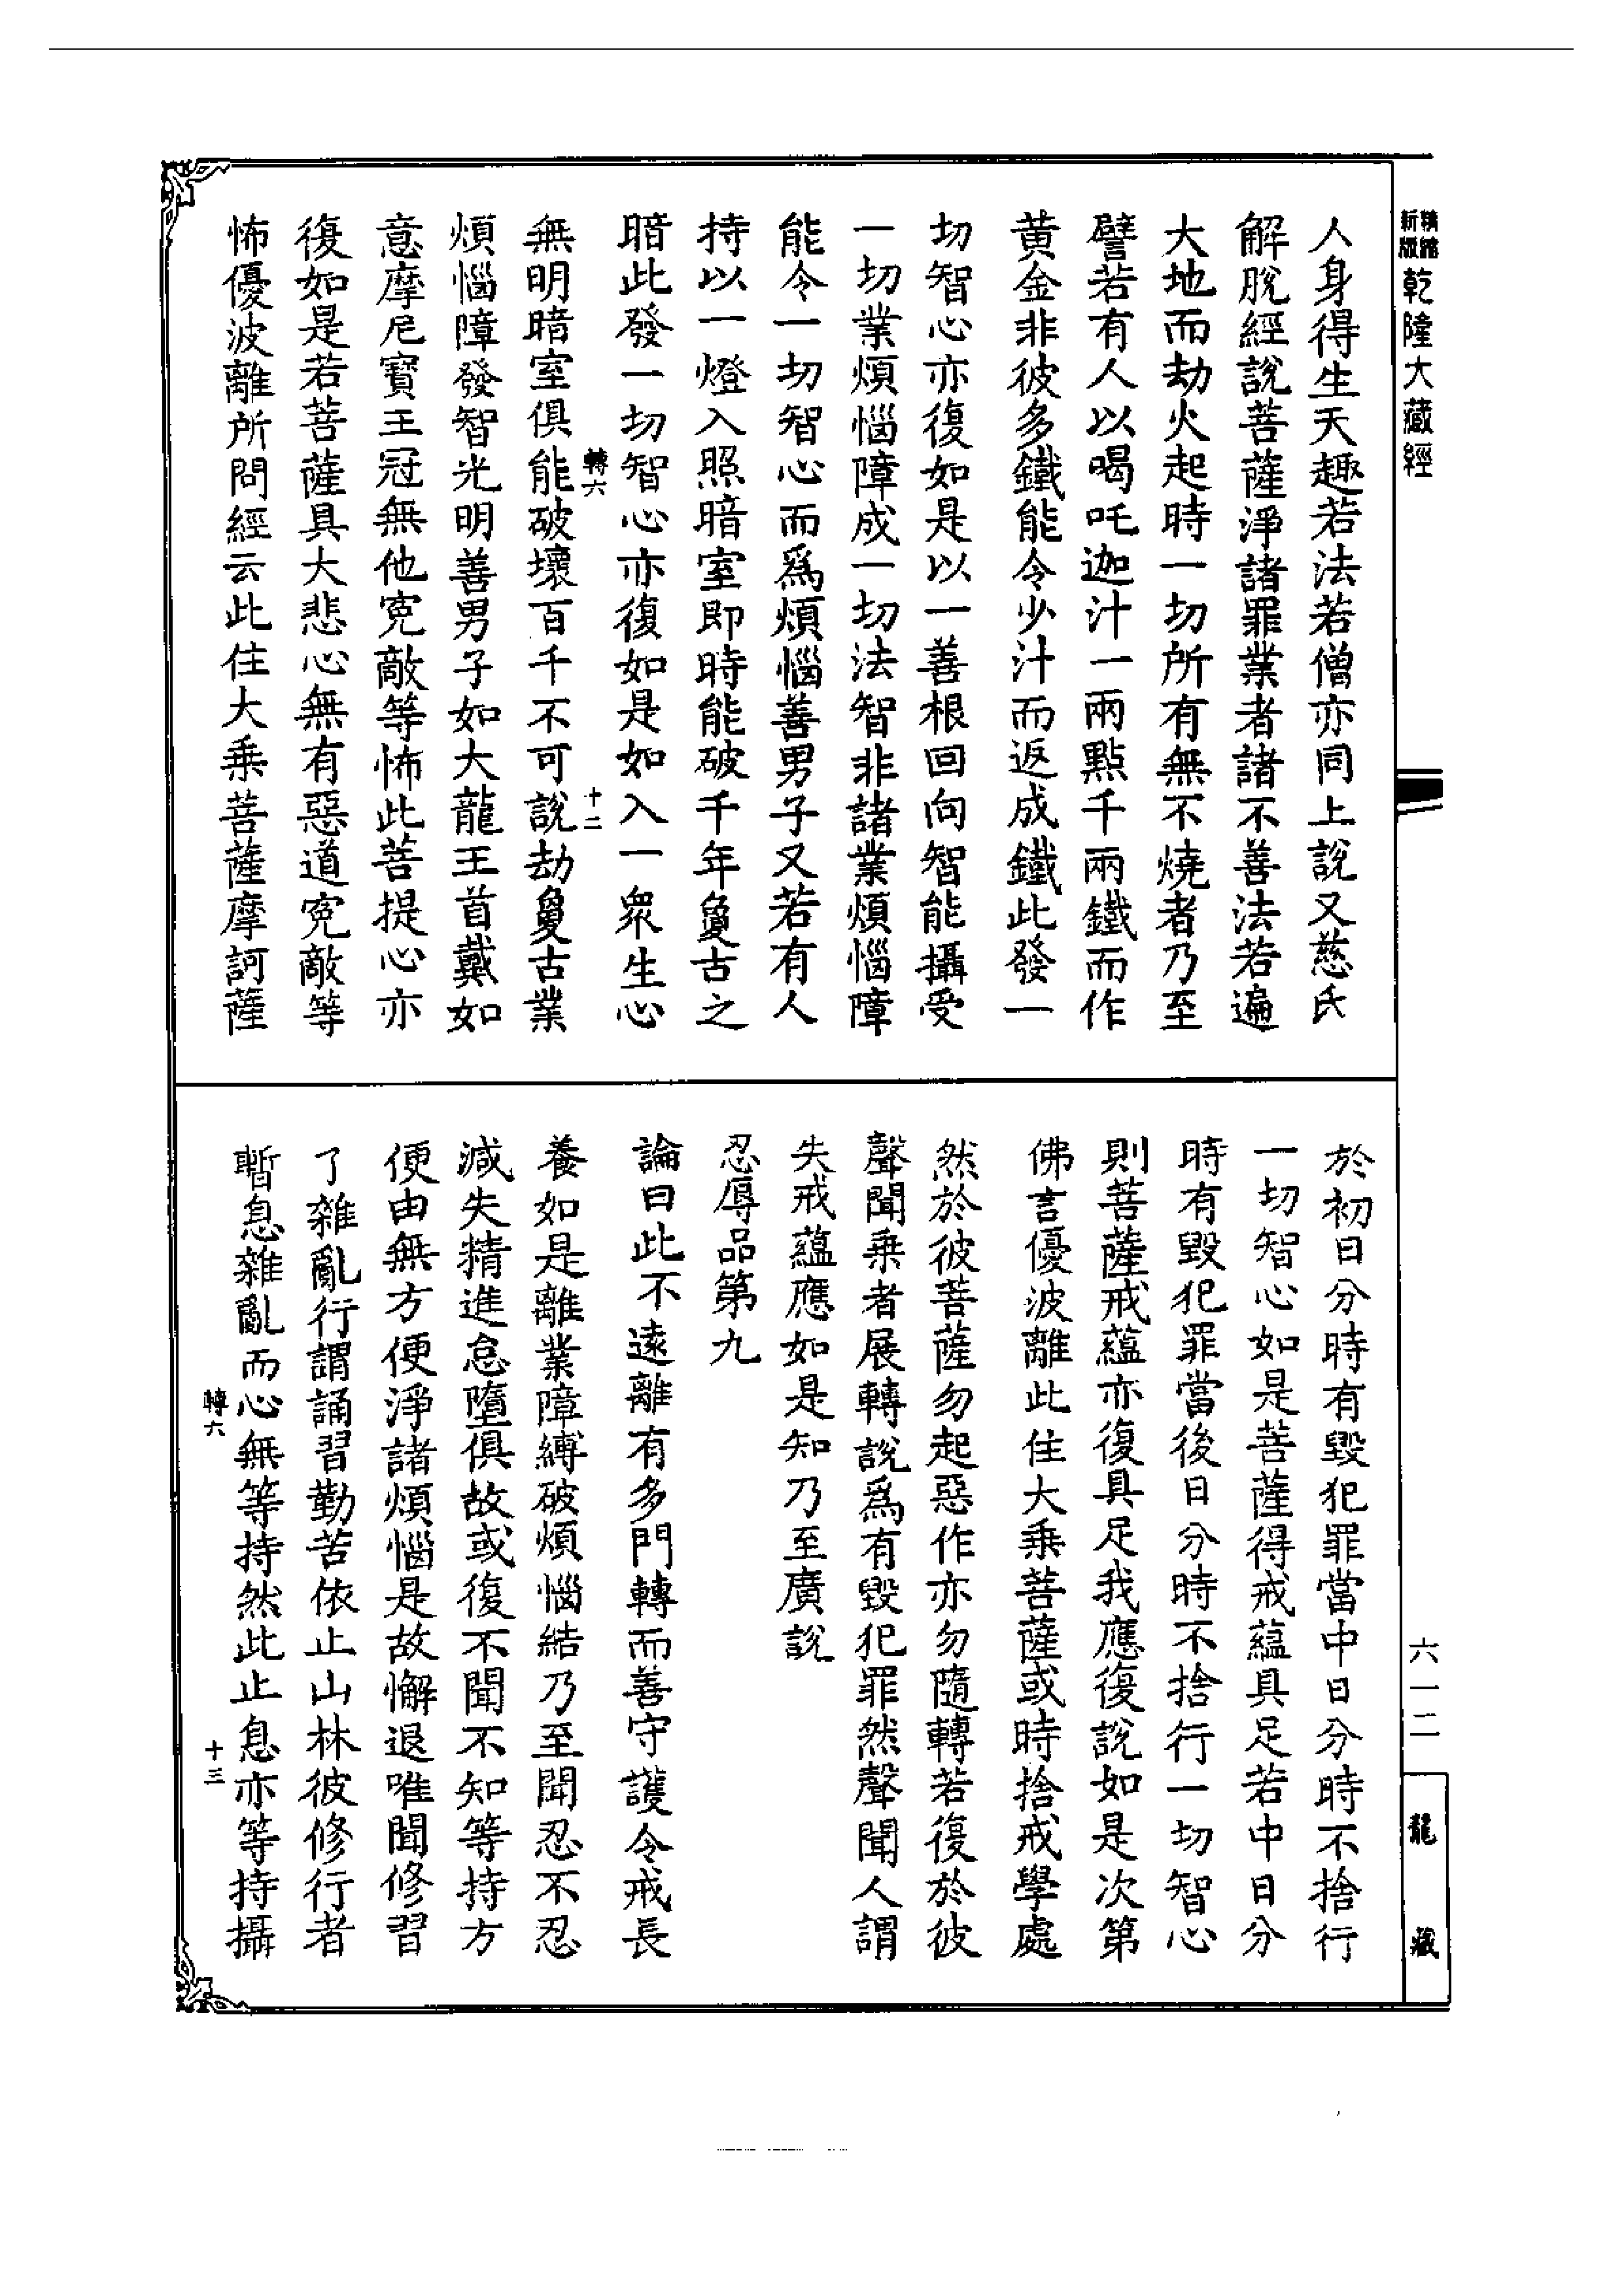 精縮新版乾隆大藏經
人身得生天趣若法若僧亦同上說又慈氏
解脫經說菩薩淨諸罪業者諸不善法若遍
大地而劫火起時一切所有無不燒者乃至
譬若有人以喝吒迦汁一兩點千兩鐵而作
黄金非彼多鐵能令少汁而返成鐵此發一
切智心亦復如是以一善根回向智能攝受
一切業煩惱障成一切法智非諸業煩惱障
能令一切智心而爲煩惱善男子又若有人
持以一燈入照暗室即時能破千年敻古之
暗此發一切智心亦復如是如入一衆生心
轉六 十二
無明暗室俱能破壞百千不可說劫敻古業
煩惱障發智光明善男子如大龍王首戴如
意摩尼寶王冠無他寃敵等怖此菩提心亦
復如是若菩薩具大悲心無有惡道寃敵等
怖優波離所問經云此住大乘菩薩摩訶薩
於初日分時有毀犯罪當中日分時不捨行
一切智心如是菩薩得戒蘊具足若中日分
時有毀犯罪當後日分時不捨行一切智心
則菩薩戒蘊亦復具足我應復說如是次第
佛言優波離此住大乘菩薩或時捨戒學處
然於彼菩薩勿起惡作亦勿隨轉若復於彼
聲聞乘者展轉說爲有毀犯罪然聲聞人謂
失戒蘊應如是知乃至廣說
忍辱品第九
論曰此不遠離有多門轉而善守護令戒長
養如是離業障縛破煩惱結乃至聞忍不忍
減失精進怠墮俱故或復不聞不知等持方
便由無方便淨諸煩惱是故懈退唯聞修習
了雜亂行謂誦習勤苦依止山林彼修行者
暫息雜亂而心無等持然此止息亦等持攝
轉六 十三
六一二
龍藏